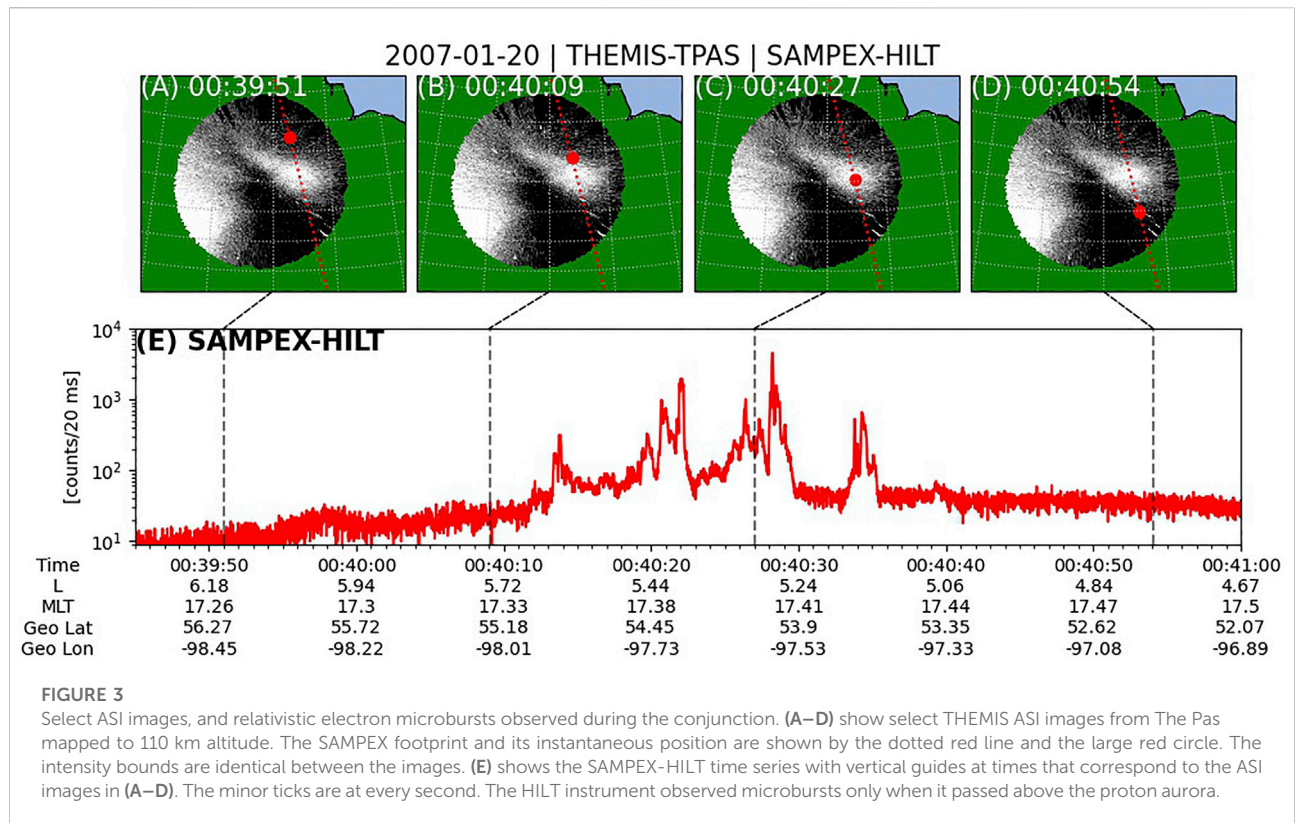 2007-01-20 | THEMIS-TPAS | SAMPEX-HILT
(A) 00:39:51
(B) 00:40:09
(C) 00:40:27
(D) 00:40:54
(E) SAMPEX-HILT
[counts/20 ms]
10⁴
10³
10²
10¹
Time 00:39:50 00:40:00 00:40:10 00:40:20 00:40:30 00:40:40 00:40:50 00:41:00
L 6.18 5.94 5.72 5.44 5.24 5.06 4.84 4.67
MLT 17.26 17.3 17.33 17.38 17.41 17.44 17.47 17.5
Geo Lat 56.27 55.72 55.18 54.45 53.9 53.35 52.62 52.07
Geo Lon -98.45 -98.22 -98.01 -97.73 -97.53 -97.33 -97.08 -96.89
FIGURE 3
Select ASI images, and relativistic electron microbursts observed during the conjunction. (A–D) show select THEMIS ASI images from The Pas
mapped to 110 km altitude. The SAMPEX footprint and its instantaneous position are shown by the dotted red line and the large red circle. The
intensity bounds are identical between the images. (E) shows the SAMPEX-HILT time series with vertical guides at times that correspond to the ASI
images in (A–D). The minor ticks are at every second. The HILT instrument observed microbursts only when it passed above the proton aurora.